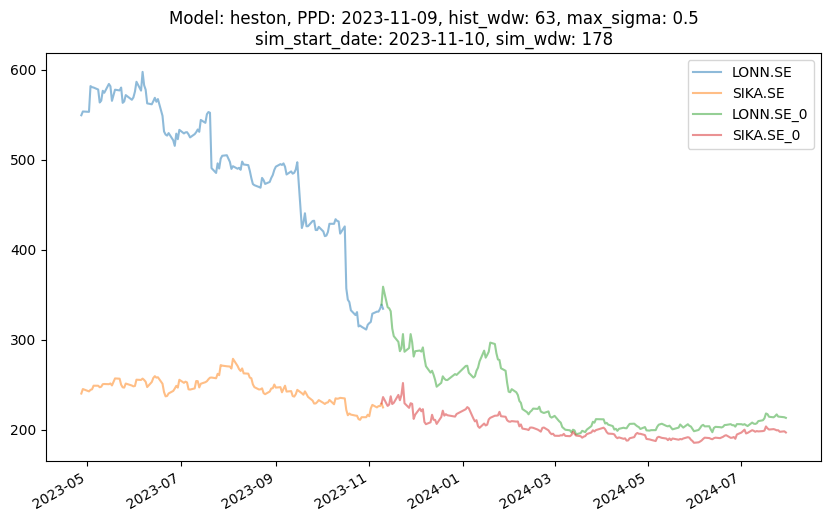 Model: heston, PPD: 2023-11-09, hist_wdw: 63, max_sigma: 0.5
sim_start_date: 2023-11-10, sim_wdw: 178
LONN.SE
SIKA.SE
LONN.SE_0
SIKA.SE_0
600
500
400
300
200
2023-05
2023-07
2023-09
2023-11
2024-01
2024-03
2024-05
2024-07